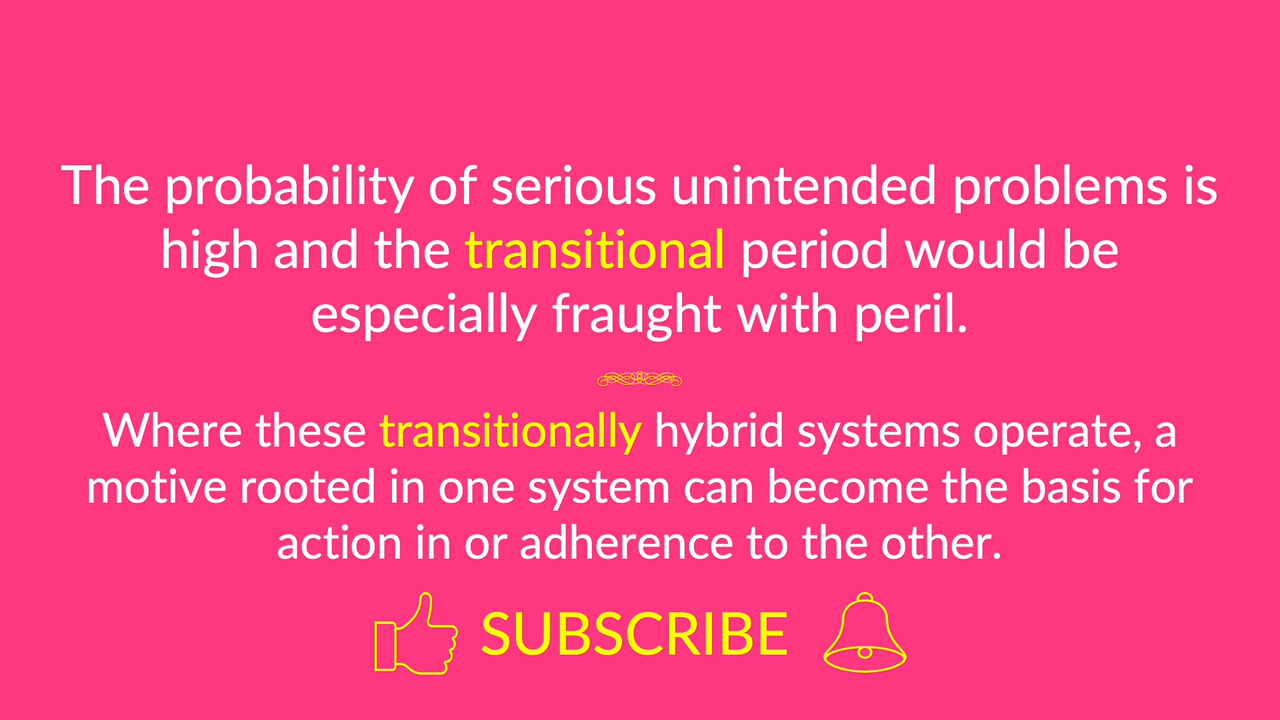 The probability of serious unintended problems is
high and the transitional period would be
especially fraught with peril.
Where these transitionally hybrid systems operate, a
motive rooted in one system can become the basis for
action in or adherence to the other.
SUBSCRIBE